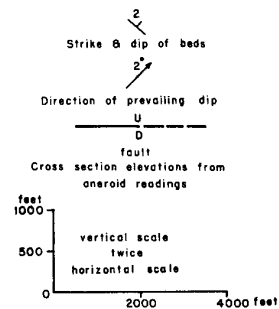 2
Strike & dip of beds
2°
Direction of prevailing dip
U
D
fault
Cross section elevations from
aneroid readings
feet
1000
500
0
vertical scale
twice
horizontal scale
2000
4000 feet